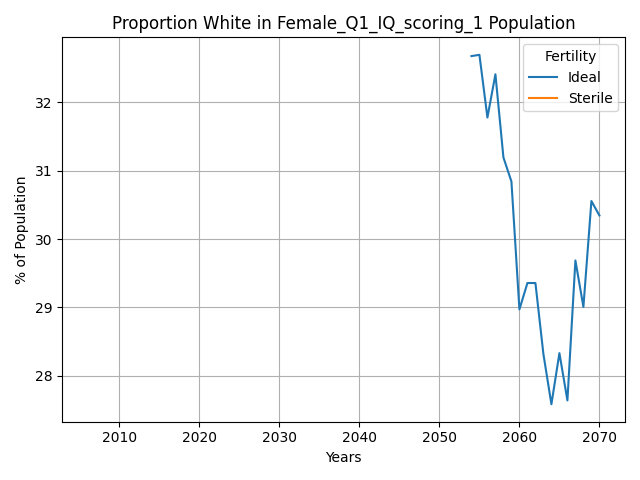 Proportion White in Female_Q1_IQ_scoring_1 Population
Fertility
Ideal
Sterile
% of Population
32
31
30
29
28
2010 2020 2030 2040 2050 2060 2070
Years